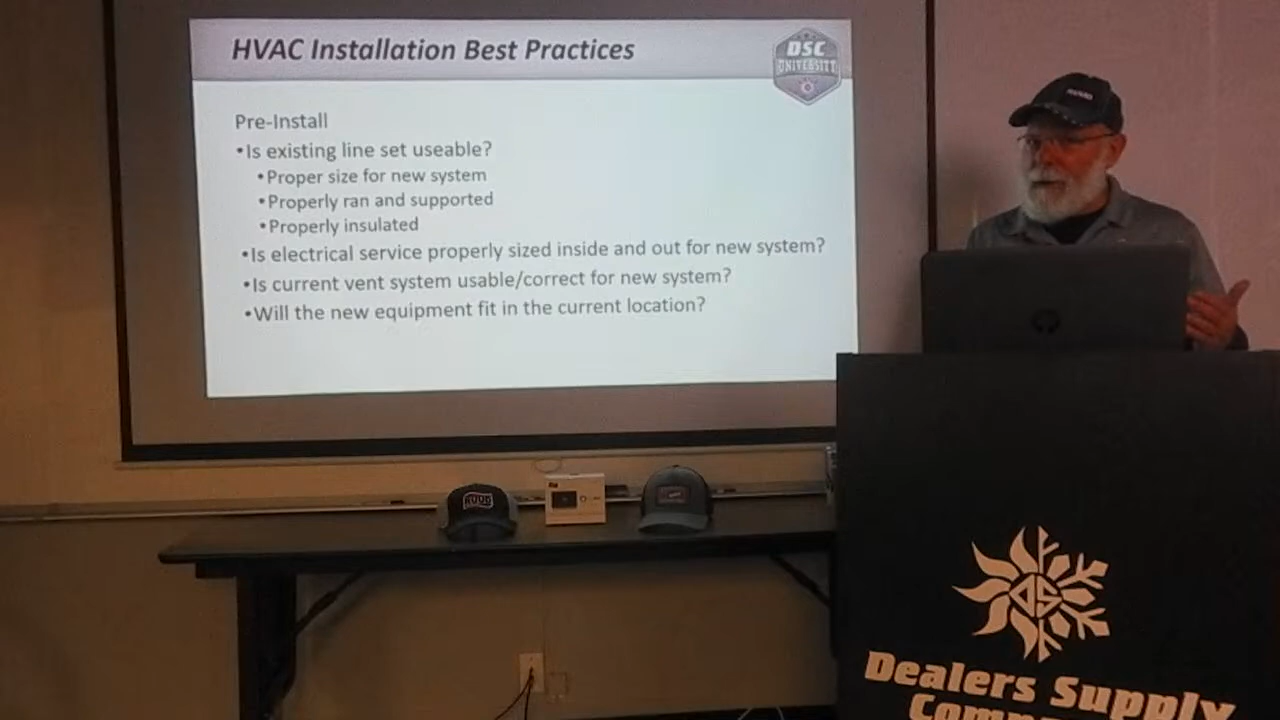 HVAC Installation Best Practices
DSC
UNIVERSITY
Pre-Install
•Is existing line set useable?
•Proper size for new system
•Properly ran and supported
•Properly insulated
•Is electrical service properly sized inside and out for new system?
•Is current vent system usable/correct for new system?
•Will the new equipment fit in the current location?
RUUD
DS
Dealers Supply